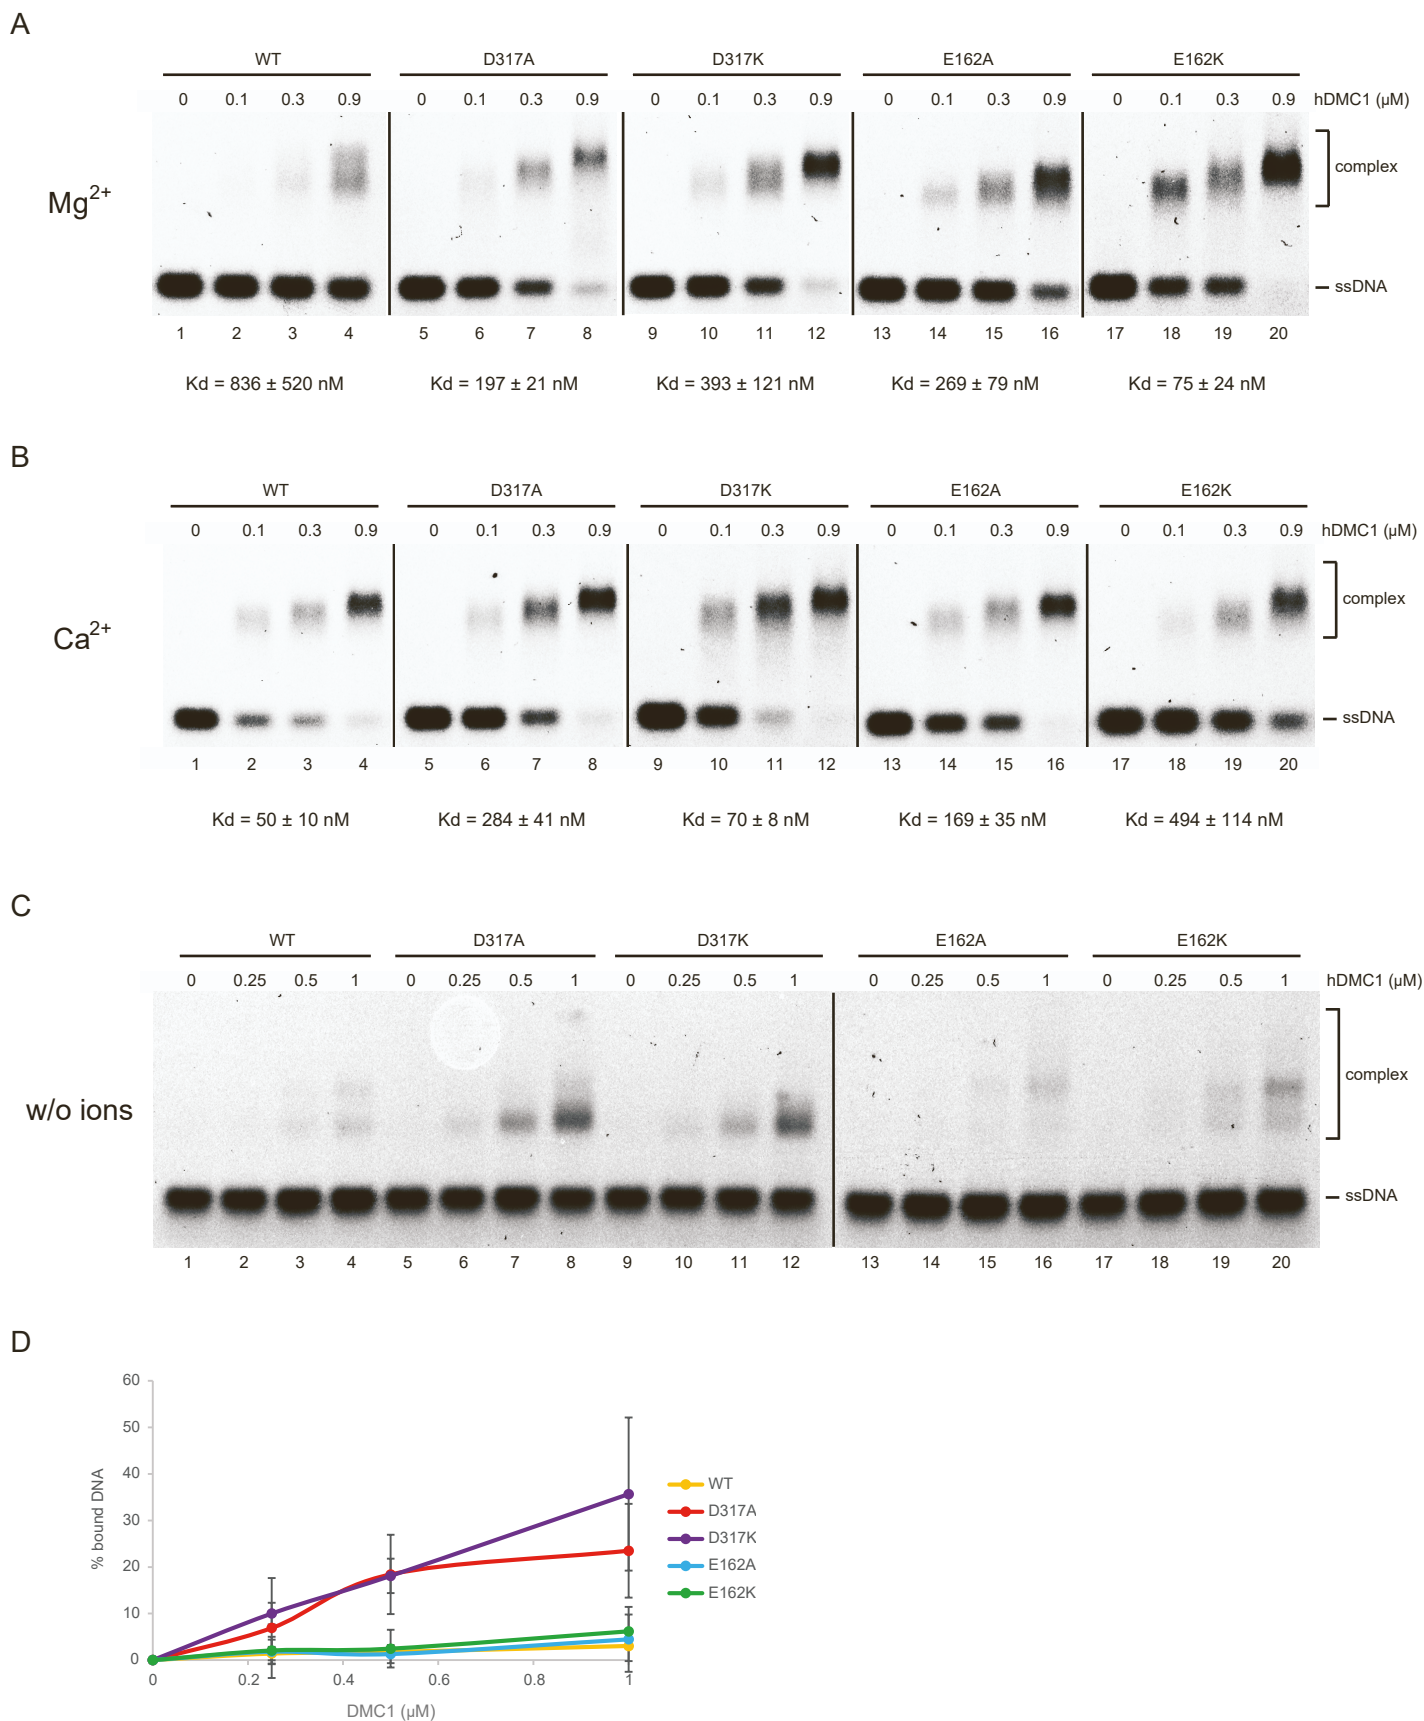 A
WT D317A D317K E162A E162K
0 0.1 0.3 0.9 0 0.1 0.3 0.9 0 0.1 0.3 0.9 0 0.1 0.3 0.9 0 0.1 0.3 0.9 hDMC1 (µM)
complex
Mg2+
ssDNA
1 2 3 4 5 6 7 8 9 10 11 12 13 14 15 16 17 18 19 20
Kd = 836 ± 520 nM Kd = 197 ± 21 nM Kd = 393 ± 121 nM Kd = 269 ± 79 nM Kd = 75 ± 24 nM
B
WT D317A D317K E162A E162K
0 0.1 0.3 0.9 0 0.1 0.3 0.9 0 0.1 0.3 0.9 0 0.1 0.3 0.9 0 0.1 0.3 0.9 hDMC1 (µM)
complex
Ca2+
ssDNA
1 2 3 4 5 6 7 8 9 10 11 12 13 14 15 16 17 18 19 20
Kd = 50 ± 10 nM Kd = 284 ± 41 nM Kd = 70 ± 8 nM Kd = 169 ± 35 nM Kd = 494 ± 114 nM
C
WT D317A D317K E162A E162K
0 0.25 0.5 1 0 0.25 0.5 1 0 0.25 0.5 1 0 0.25 0.5 1 0 0.25 0.5 1 hDMC1 (µM)
complex
w/o ions
ssDNA
1 2 3 4 5 6 7 8 9 10 11 12 13 14 15 16 17 18 19 20
D
60
50
40
30
20
10
0
% bound DNA
0 0.2 0.4 0.6 0.8 1
DMC1 (µM)
WT
D317A
D317K
E162A
E162K